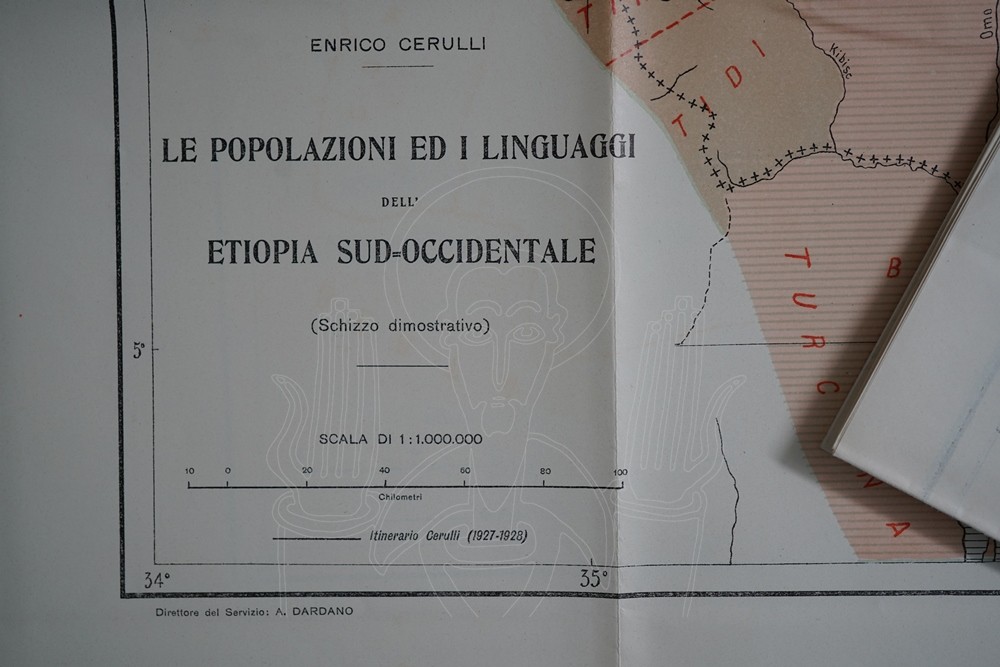 ENRICO CERULLI
LE POPOLAZIONI ED I LINGUAGGI
DELL'
ETIOPIA SUD=OCCIDENTALE
(Schizzo dimostrativo)
SCALA DI 1:1.000.000
10 0 20 40 60 80 100
Chilometri
Itinerario Cerulli (1927-1928)
5°
34°
35°
Direttore del Servizio: A. DARDANO
Kibisc
Omo
T
T I D I
T U R C
B
N A